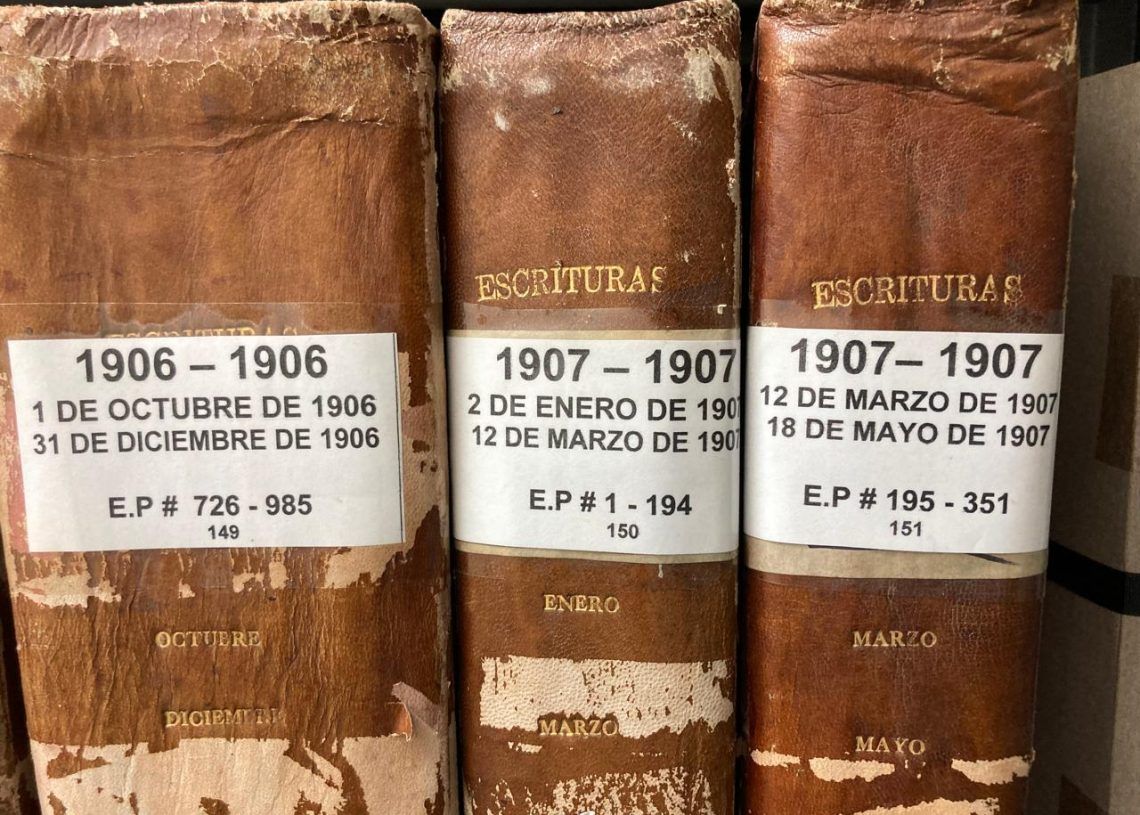 ESCRITURAS
1906 – 1906
1 DE OCTUBRE DE 1906
31 DE DICIEMBRE DE 1906
E.P # 726 - 985
149
OCTUBRE
ESCRITURAS
1907 – 1907
2 DE ENERO DE 1907
12 DE MARZO DE 1907
E.P # 1 - 194
150
ENERO
MARZO
ESCRITURAS
1907– 1907
12 DE MARZO DE 1907
18 DE MAYO DE 1907
E.P # 195 - 351
151
MARZO
MAYO